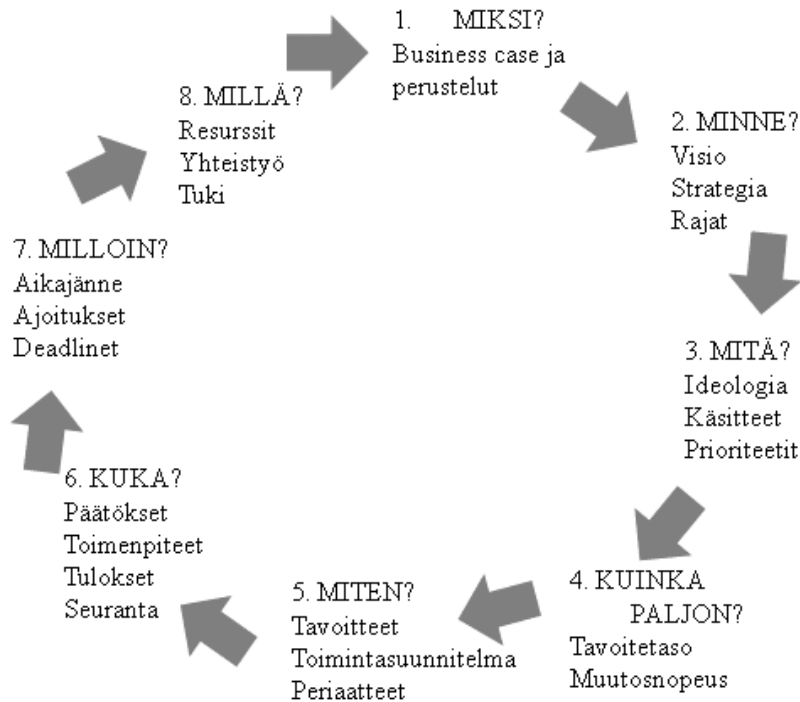 1. MIKSI?
Business case ja
perustelut
2. MINNE?
Visio
Strategia
Rajat
3. MITÄ?
Ideologia
Käsitteet
Prioriteetit
4. KUINKA
PALJON?
Tavoitetaso
Muutosnopeus
5. MITEN?
Tavoitteet
Toimintasuunnitelma
Periaatteet
6. KUKA?
Päätökset
Toimenpiteet
Tulokset
Seuranta
7. MILLOIN?
Aikajänne
Ajoitukset
Deadlinet
8. MILLÄ?
Resurssit
Yhteistyö
Tuki